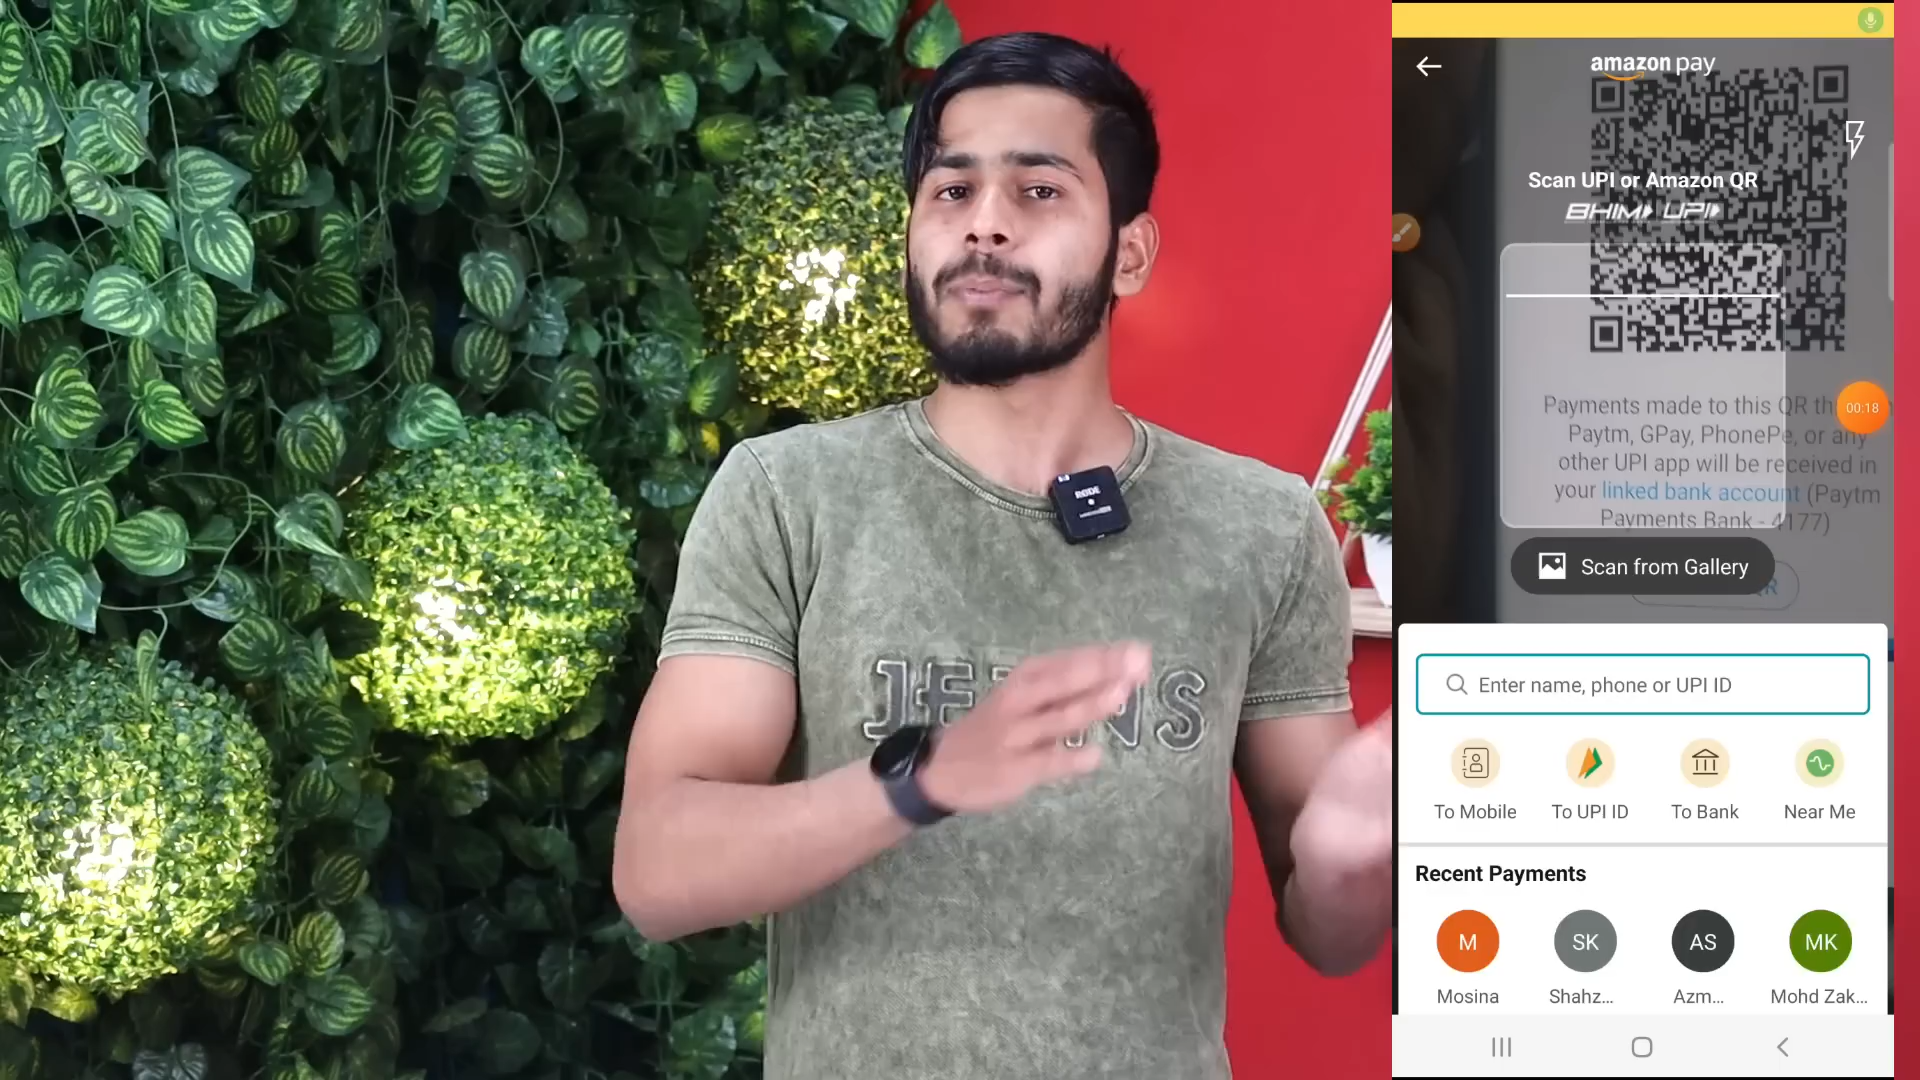 RODE
JEANS
amazon pay
Scan UPI or Amazon QR
BHIM UPI
Payments made to this QR
Paytm, GPay, PhonePe, or any
00:18
other UPI app will be received in
your linked bank account (Paytm
Payments Bank - 4177)
Scan from Gallery
Enter name, phone or UPI ID
To Mobile
To UPI ID
To Bank
Near Me
Recent Payments
M
SK
AS
MK
Mosina
Shahz...
Azm...
Mohd Zak...